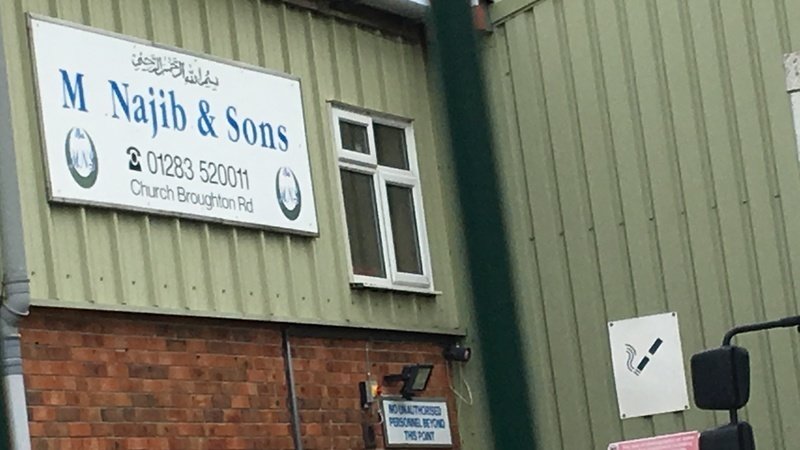 بسم الله الرحمن الرحيم
M Najib & Sons
01283 520011
Church Broughton Rd
NO UNAUTHORISED
PERSONNEL BEYOND
THIS POINT